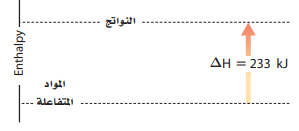 النواتج
Enthalpy
ΔH = 233 kJ
المواد
المتفاعلة